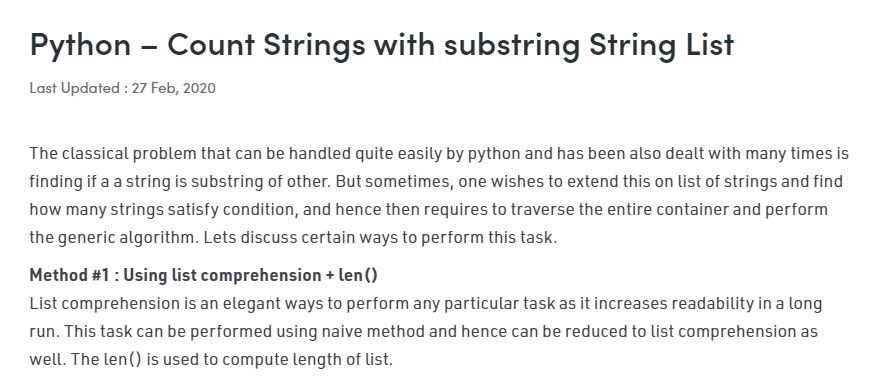 Python – Count Strings with substring String List
Last Updated : 27 Feb, 2020
The classical problem that can be handled quite easily by python and has been also dealt with many times is
finding if a a string is substring of other. But sometimes, one wishes to extend this on list of strings and find
how many strings satisfy condition, and hence then requires to traverse the entire container and perform
the generic algorithm. Lets discuss certain ways to perform this task.
Method #1 : Using list comprehension + len()
List comprehension is an elegant ways to perform any particular task as it increases readability in a long
run. This task can be performed using naive method and hence can be reduced to list comprehension as
well. The len() is used to compute length of list.